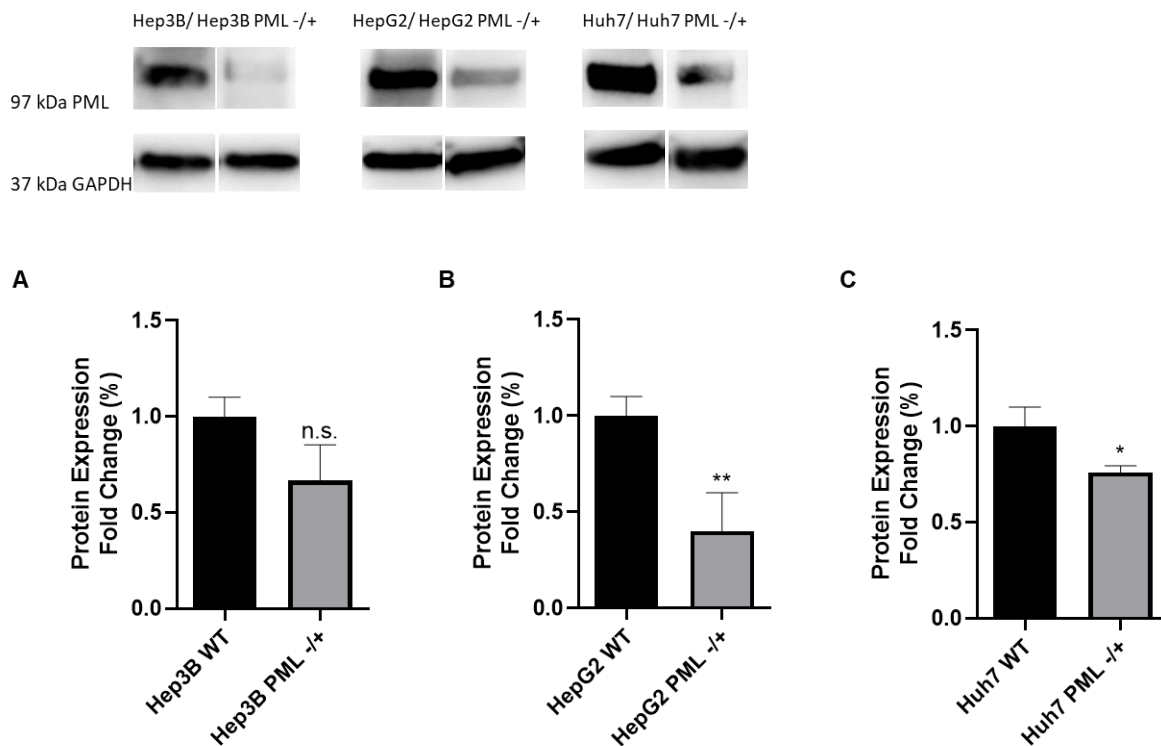 Hep3B/ Hep3B PML -/+
HepG2/ HepG2 PML -/+
Huh7/ Huh7 PML -/+
97 kDa PML
37 kDa GAPDH
A
Protein Expression
Fold Change (%)
1.5
1.0
0.5
0.0
n.s.
Hep3B WT
Hep3B PML -/+
B
Protein Expression
Fold Change (%)
1.5
1.0
0.5
0.0
**
HepG2 WT
HepG2 PML -/+
C
Protein Expression
Fold Change (%)
1.5
1.0
0.5
0.0
*
Huh7 WT
Huh7 PML -/+